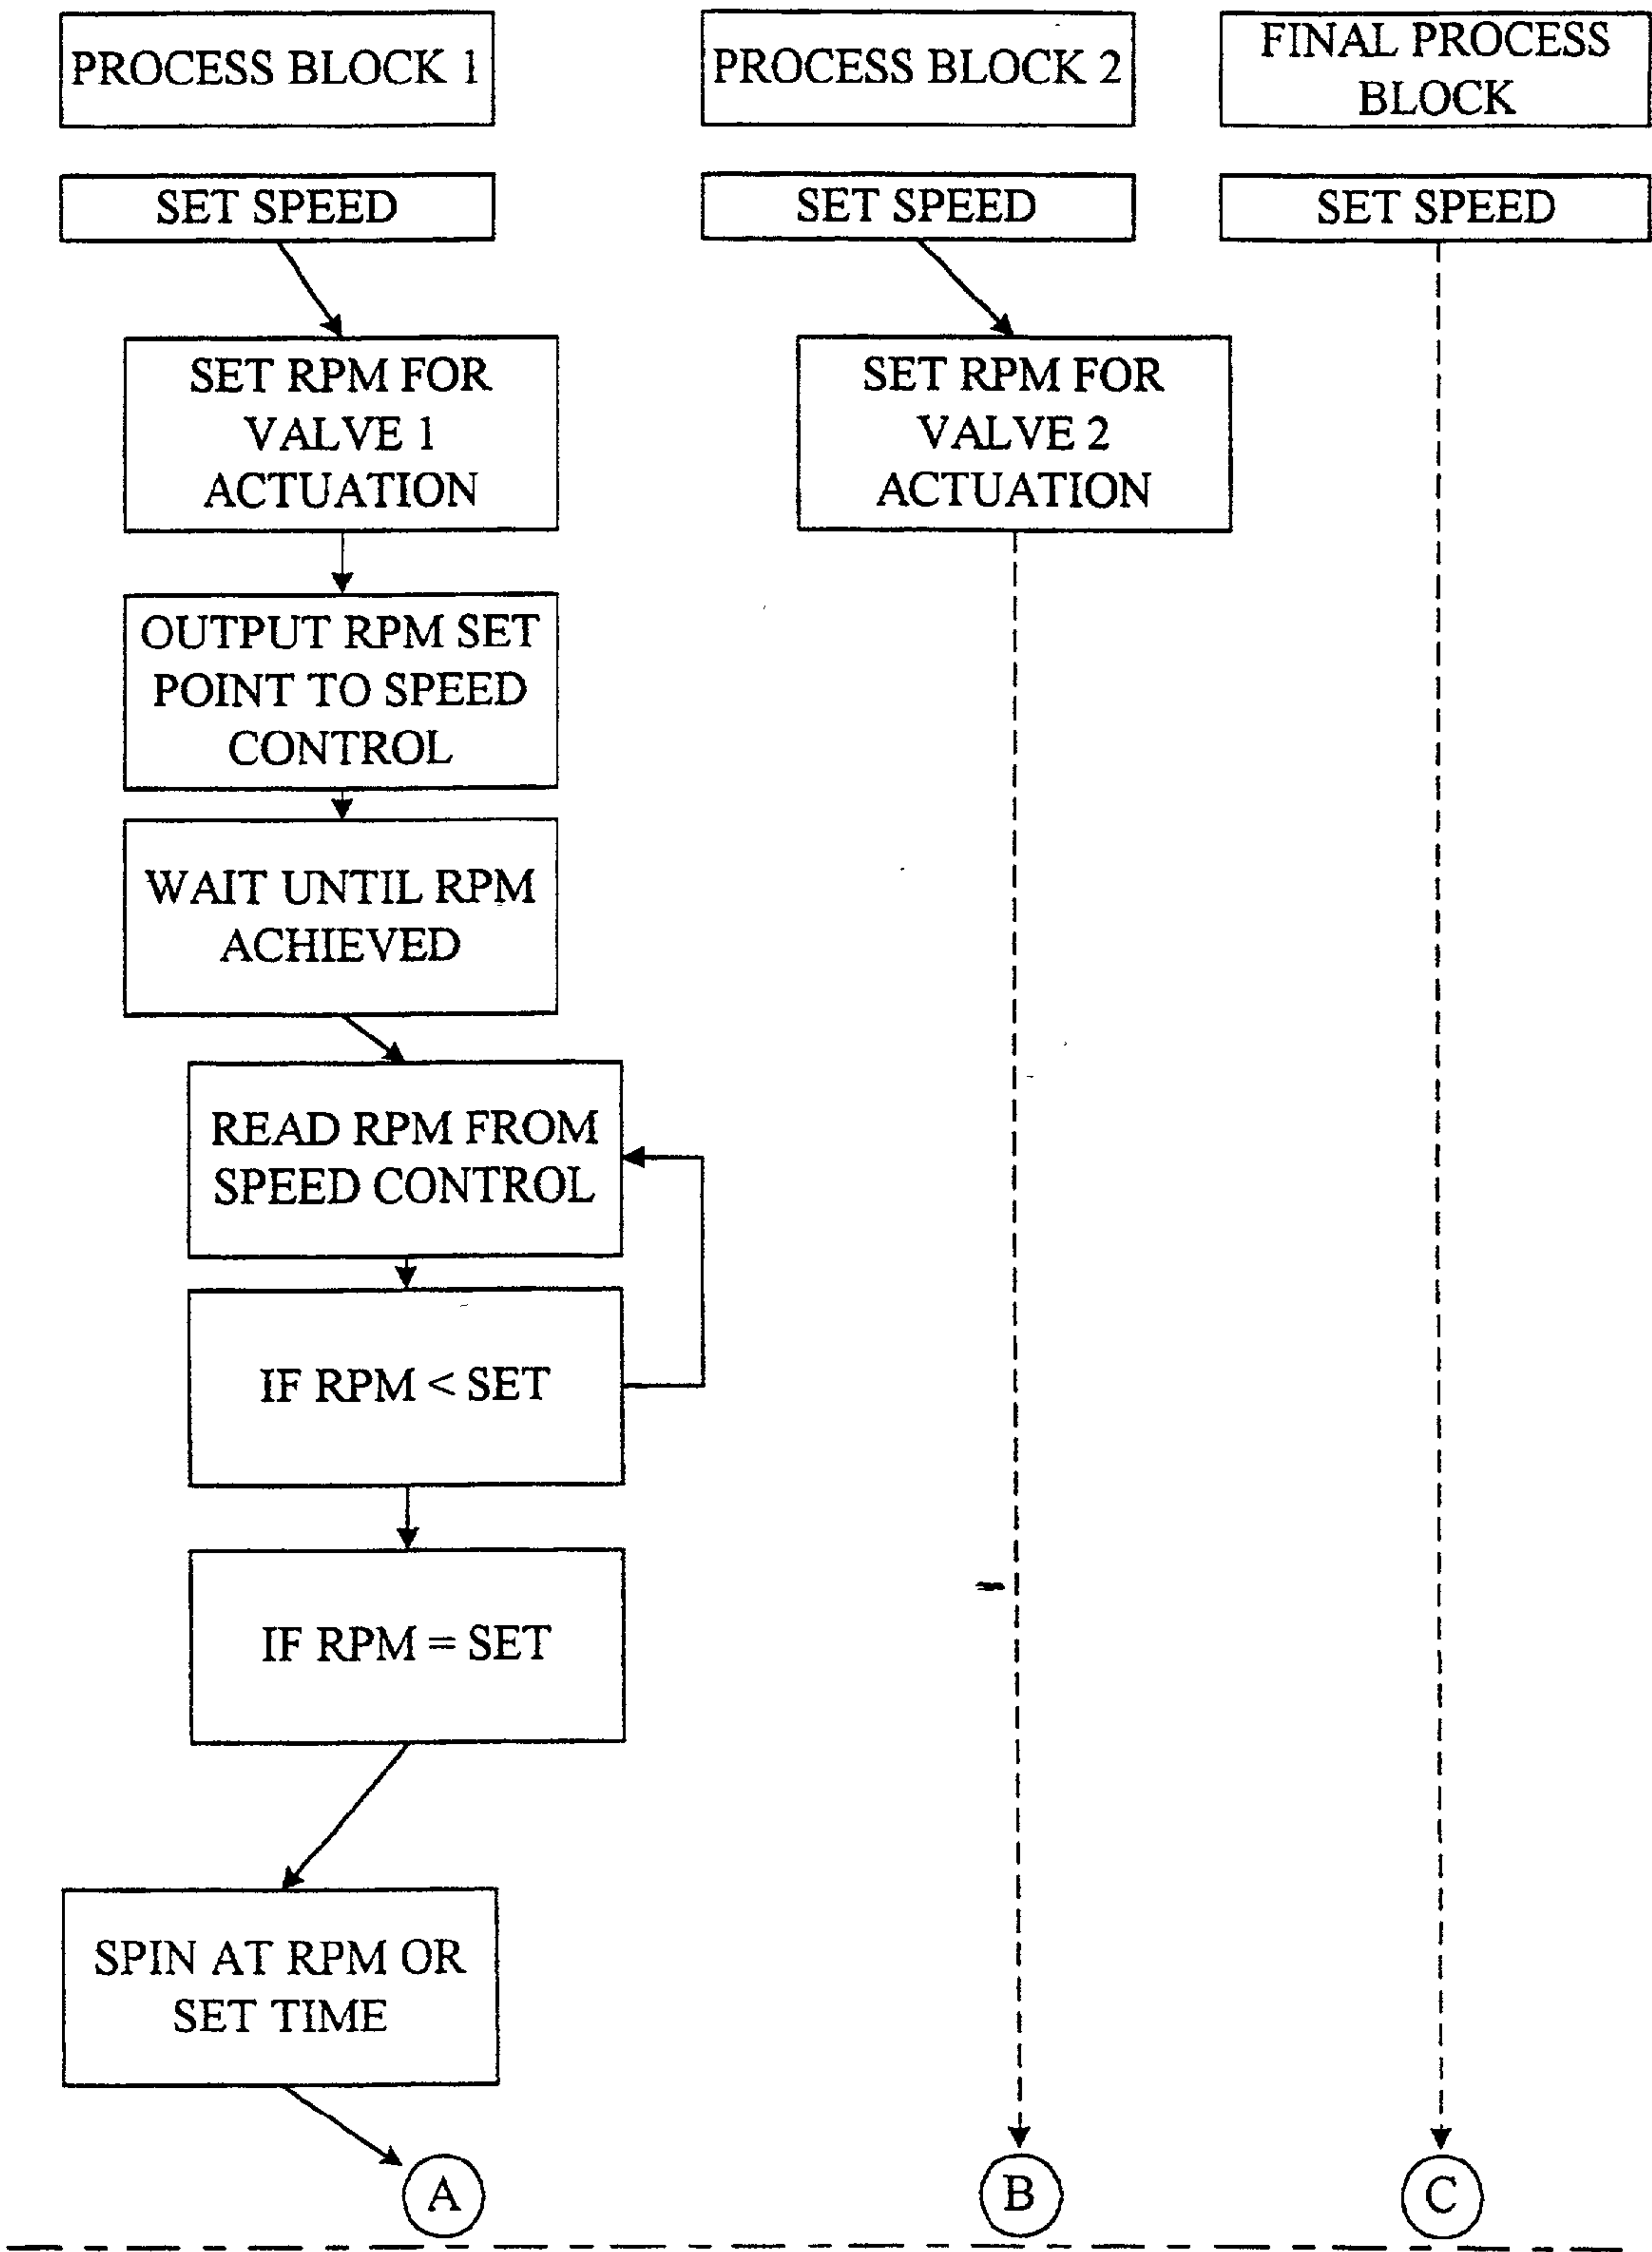 PROCESS BLOCK 1
SET SPEED
SET RPM FOR
VALVE 1
ACTUATION
OUTPUT RPM SET
POINT TO SPEED
CONTROL
WAIT UNTIL RPM
ACHIEVED
READ RPM FROM
SPEED CONTROL
IF RPM < SET
IF RPM = SET
SPIN AT RPM OR
SET TIME
A
PROCESS BLOCK 2
SET SPEED
SET RPM FOR
VALVE 2
ACTUATION
B
FINAL PROCESS
BLOCK
SET SPEED
C